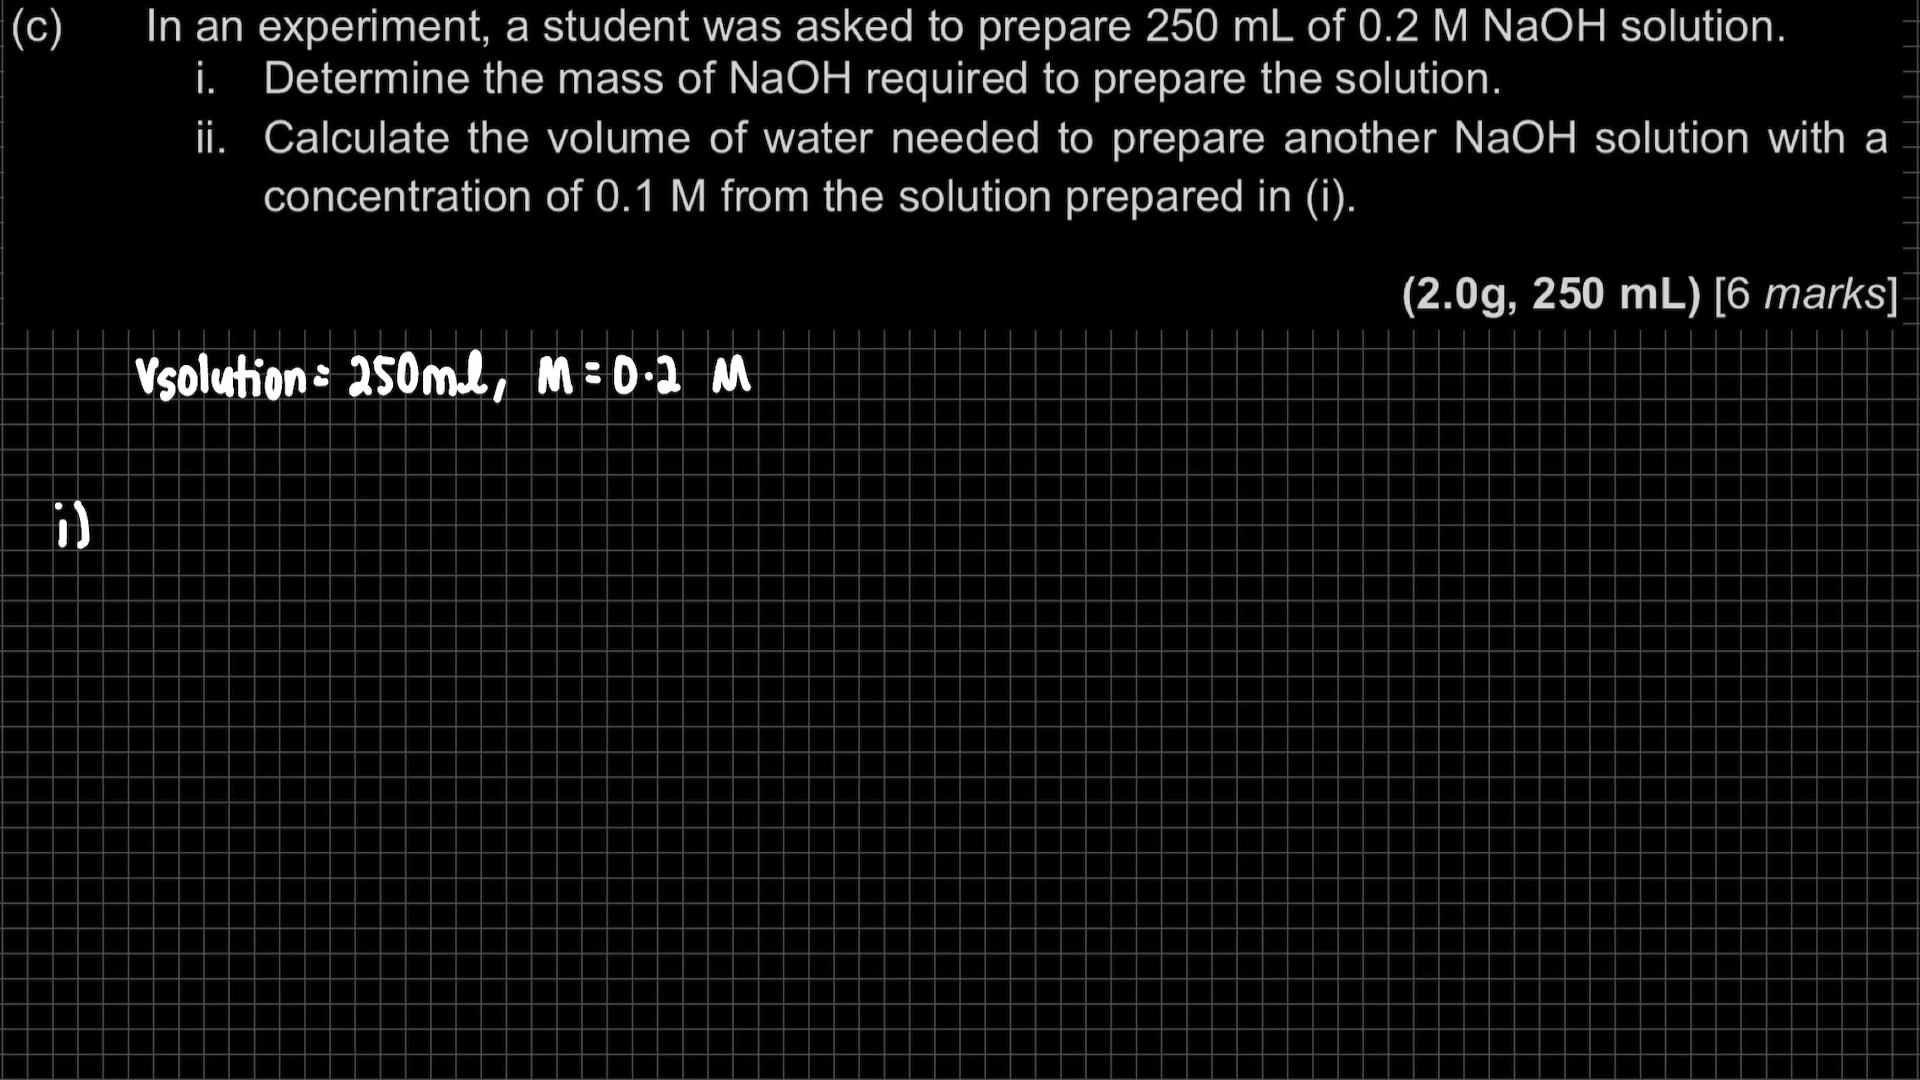 (c) In an experiment, a student was asked to prepare 250 mL of 0.2 M NaOH solution.
i. Determine the mass of NaOH required to prepare the solution.
ii. Calculate the volume of water needed to prepare another NaOH solution with a
concentration of 0.1 M from the solution prepared in (i).
(2.0g, 250 mL) [6 marks]
Vsolution = 250ml, M = 0.2 M
i)